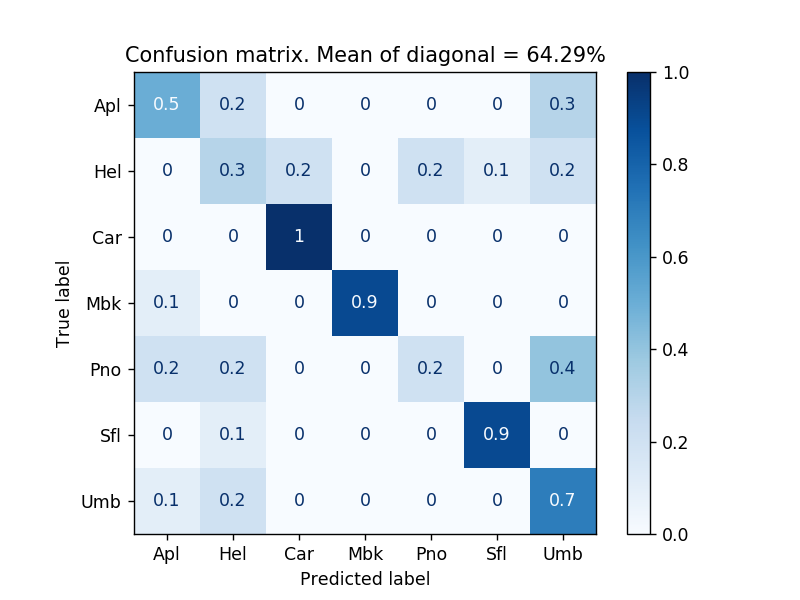 Confusion matrix. Mean of diagonal = 64.29%
True label
Apl 0.5 0.2 0 0 0 0 0.3
Hel 0 0.3 0.2 0 0.2 0.1 0.2
Car 0 0 1 0 0 0 0
Mbk 0.1 0 0 0.9 0 0 0
Pno 0.2 0.2 0 0 0.2 0 0.4
Sfl 0 0.1 0 0 0 0.9 0
Umb 0.1 0.2 0 0 0 0 0.7
Apl Hel Car Mbk Pno Sfl Umb
Predicted label
1.0
0.8
0.6
0.4
0.2
0.0